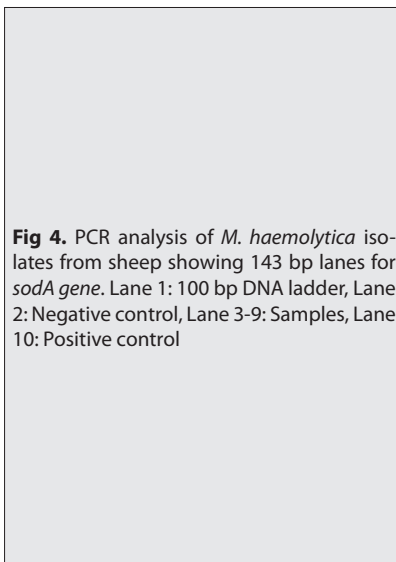 Fig 4. PCR analysis of M. haemolytica iso-
lates from sheep showing 143 bp lanes for
sodA gene. Lane 1: 100 bp DNA ladder, Lane
2: Negative control, Lane 3-9: Samples, Lane
10: Positive control